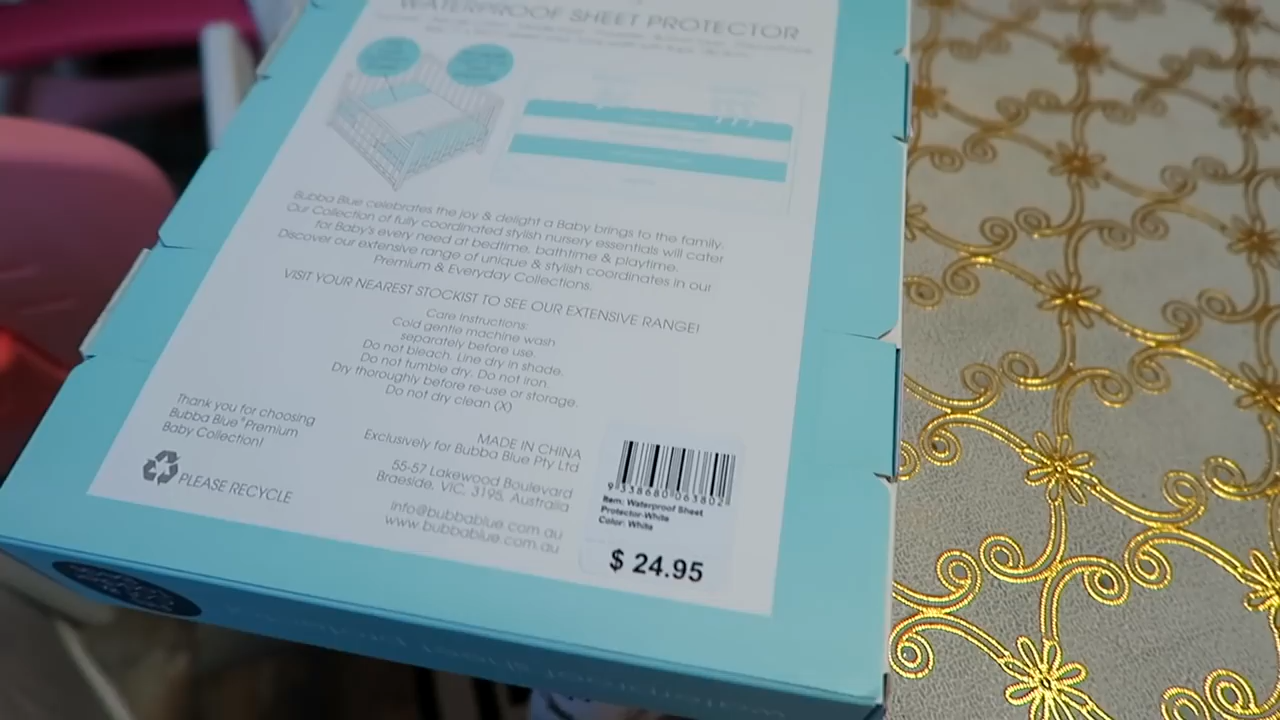 WATERPROOF SHEET PROTECTOR
Bubba Blue celebrates the joy & delight a Baby brings to the family.
Our Collection of fully coordinated stylish nursery essentials will cater
for Baby's every need at bedtime, bathtime & playtime.
Discover our extensive range of unique & stylish coordinates in our
Premium & Everyday Collections.
VISIT YOUR NEAREST STOCKIST TO SEE OUR EXTENSIVE RANGE!
Care Instructions:
Cold gentle machine wash
separately before use.
Do not bleach. Line dry in shade.
Do not tumble dry. Do not iron.
Dry thoroughly before re-use or storage.
Do not dry clean (X)
Thank you for choosing
Bubba Blue® Premium
Baby Collection!
PLEASE RECYCLE
MADE IN CHINA
Exclusively for Bubba Blue Pty Ltd
55-57 Lakewood Boulevard
Braeside, VIC, 3195, Australia
info@bubbablue.com.au
www.bubbablue.com.au
9 338680 063802
Item: Waterproof Sheet
Protector-White
Color: White
$ 24.95